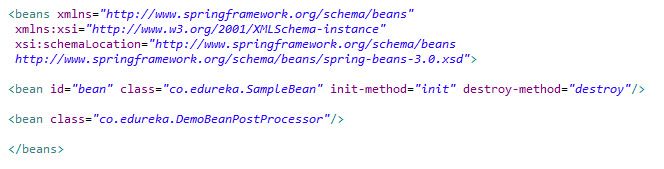 <beans xmlns="http://www.springframework.org/schema/beans"
xmlns:xsi="http://www.w3.org/2001/XMLSchema-instance"
xsi:schemaLocation="http://www.springframework.org/schema/beans
http://www.springframework.org/schema/beans/spring-beans-3.0.xsd">
<bean id="bean" class="co.edureka.SampleBean" init-method="init" destroy-method="destroy"/>
<bean class="co.edureka.DemoBeanPostProcessor"/>
</beans>